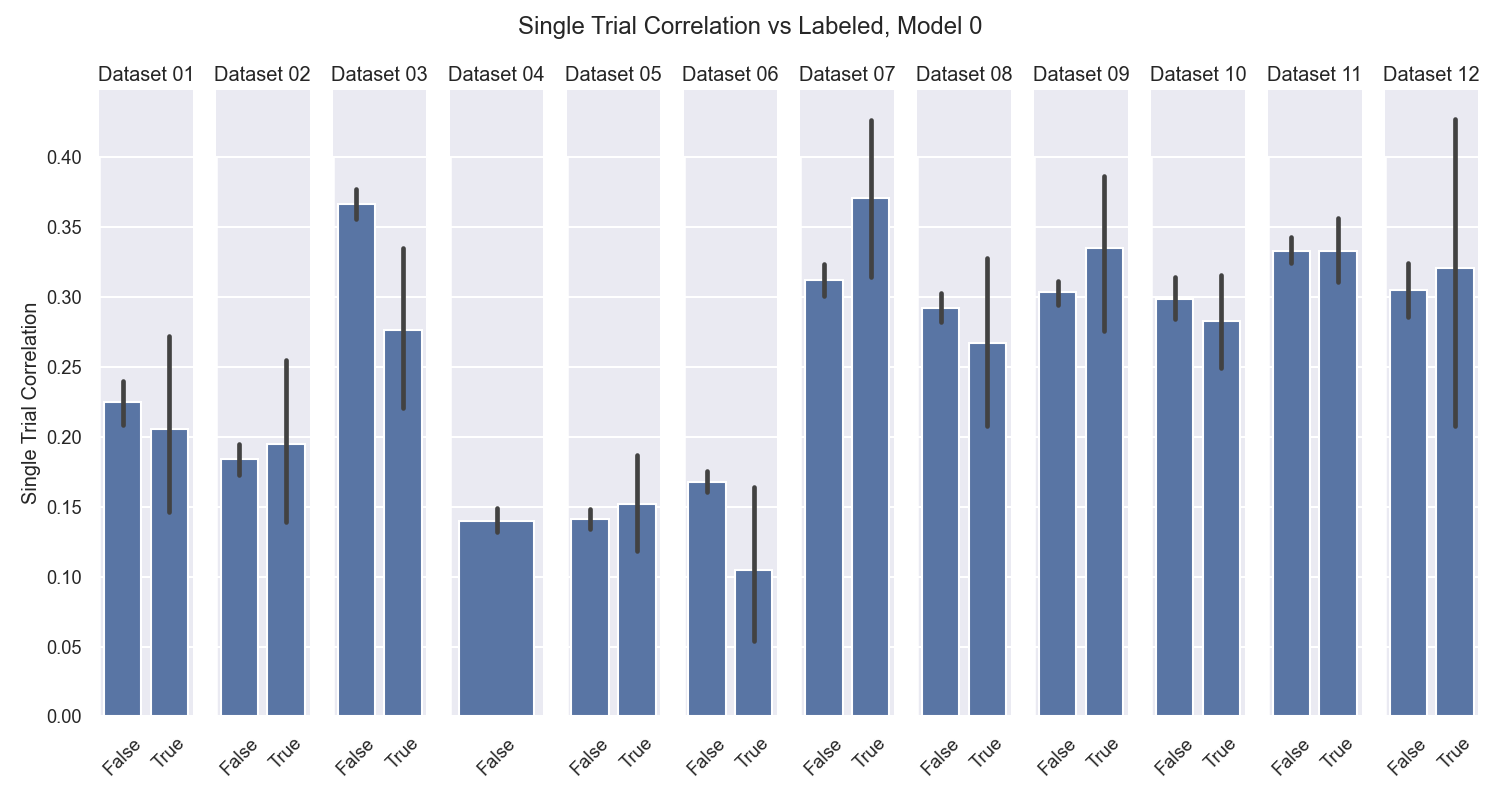 Single Trial Correlation vs Labeled, Model 0
Dataset 01 Dataset 02 Dataset 03 Dataset 04 Dataset 05 Dataset 06 Dataset 07 Dataset 08 Dataset 09 Dataset 10 Dataset 11 Dataset 12
Single Trial Correlation
0.40
0.35
0.30
0.25
0.20
0.15
0.10
0.05
0.00
False True False True False True False False True False True False True False True False True False True False True False True